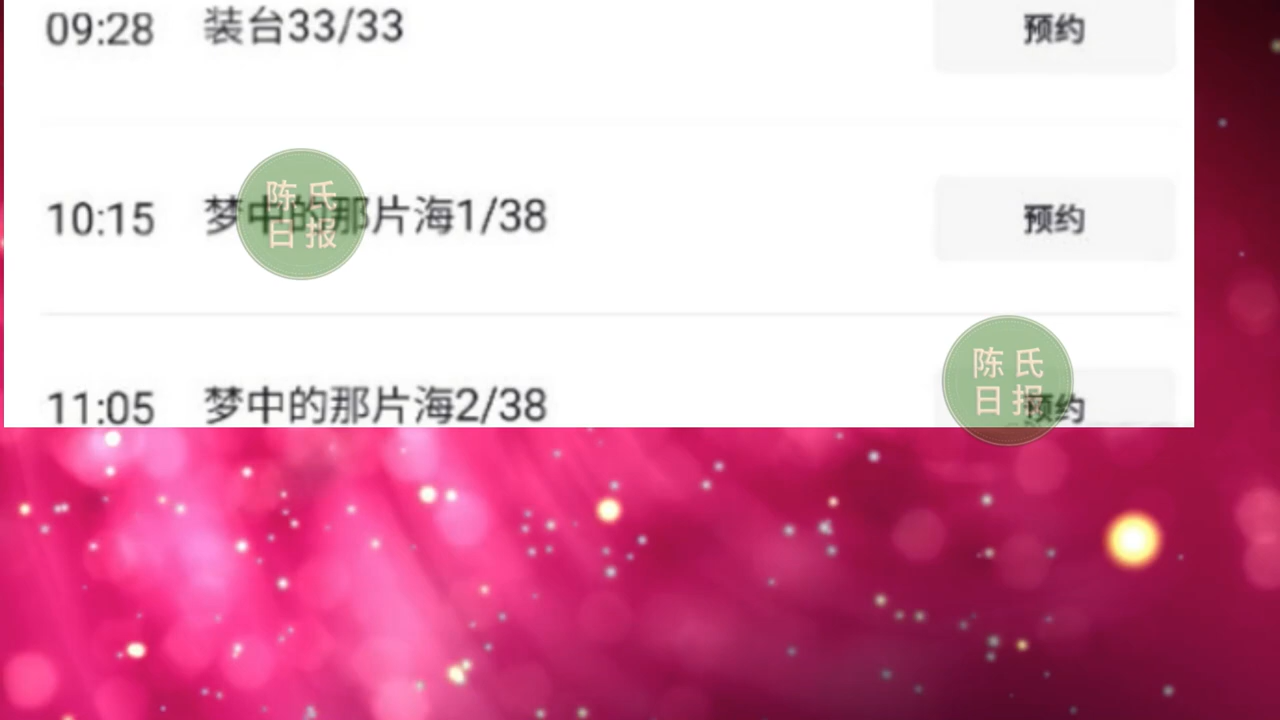 09:28 装台33/33 预约
10:15 梦中的那片海1/38 预约
陈氏
日报
11:05 梦中的那片海2/38 预约
陈氏
日报